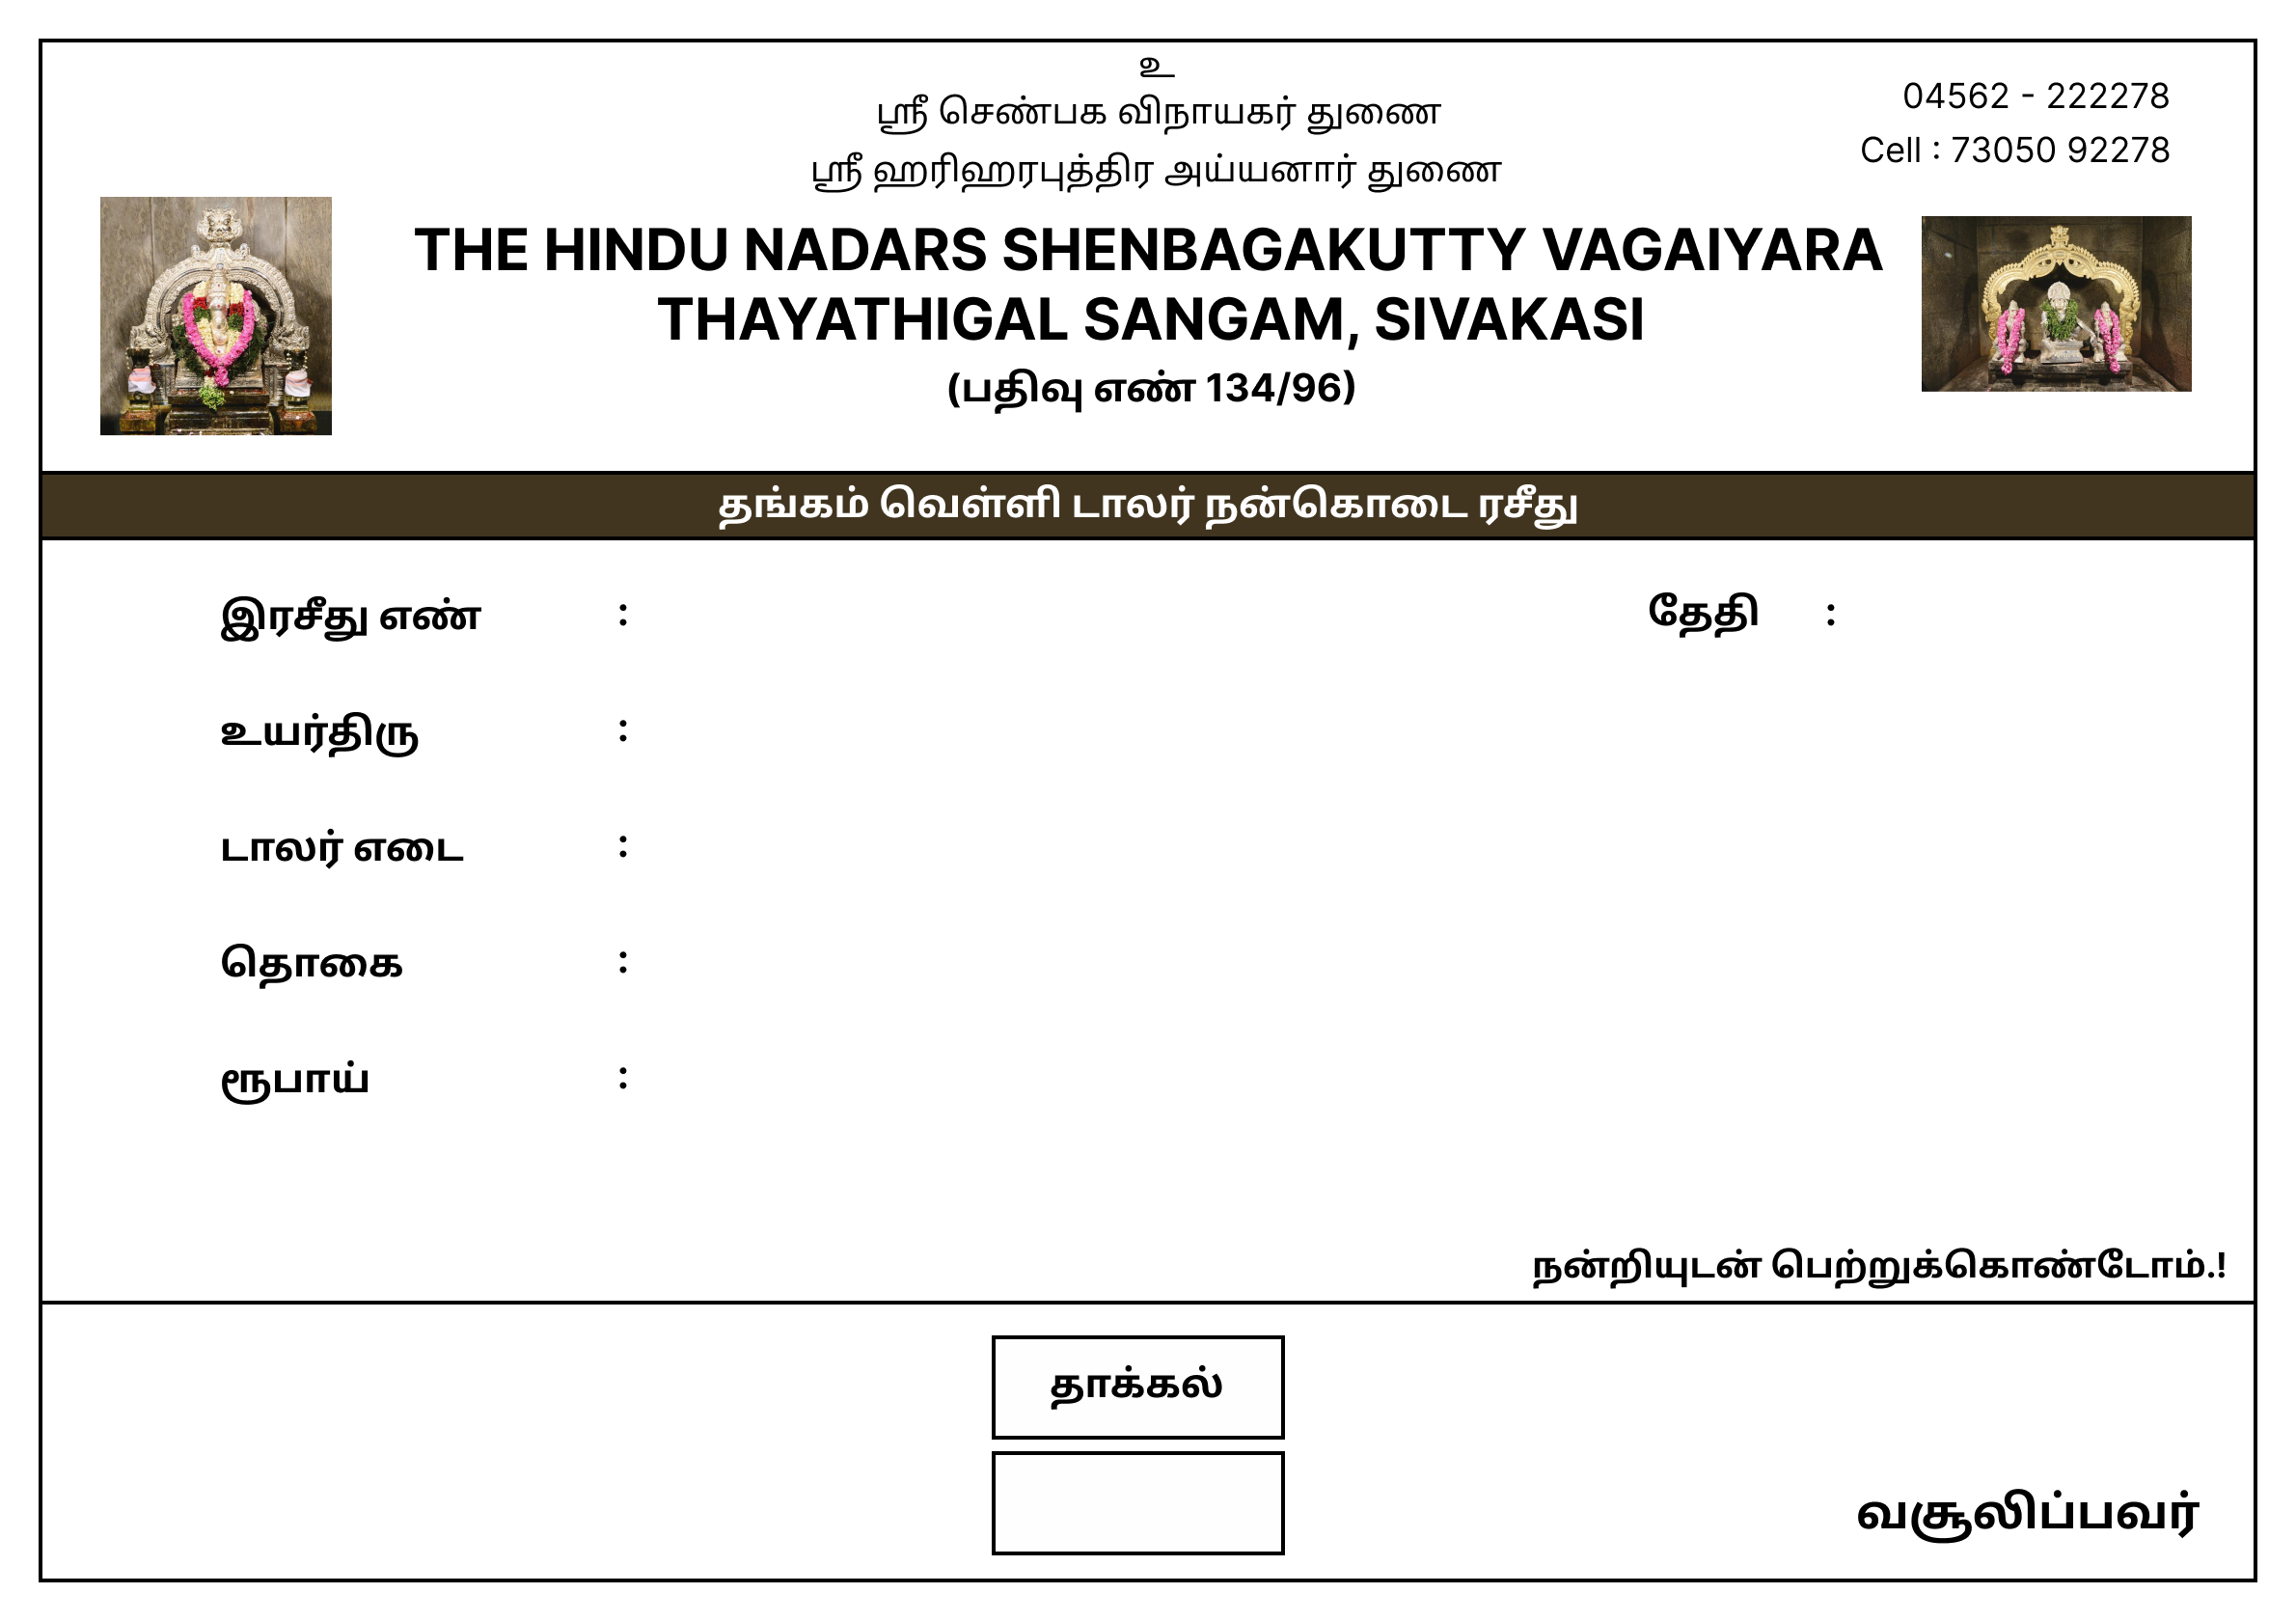 உ
ஸ்ரீ செண்பக விநாயகர் துணை
04562 - 222278
ஸ்ரீ ஹரிஹரபுத்திர அய்யனார் துணை
Cell : 73050 92278
THE HINDU NADARS SHENBAGAKUTTY VAGAIYARA
THAYATHIGAL SANGAM, SIVAKASI
(பதிவு எண் 134/96)
தங்கம் வெள்ளி டாலர் நன்கொடை ரசீது
இரசீது எண் : தேதி :
உயர்திரு :
டாலர் எடை :
தொகை :
ரூபாய் :
நன்றியுடன் பெற்றுக்கொண்டோம்.!
தாக்கல்
வசூலிப்பவர்